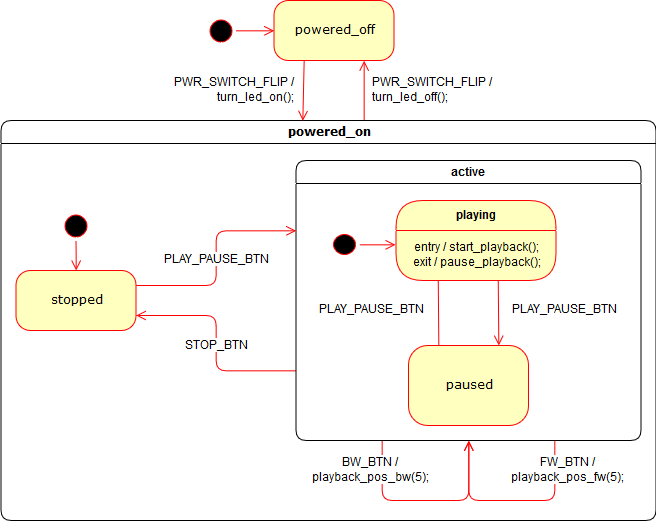 powered_off
PWR_SWITCH_FLIP /
turn_led_on();
PWR_SWITCH_FLIP /
turn_led_off();
powered_on
active
playing
entry / start_playback();
exit / pause_playback();
PLAY_PAUSE_BTN
stopped
PLAY_PAUSE_BTN
PLAY_PAUSE_BTN
STOP_BTN
paused
BW_BTN /
playback_pos_bw(5);
FW_BTN /
playback_pos_fw(5);